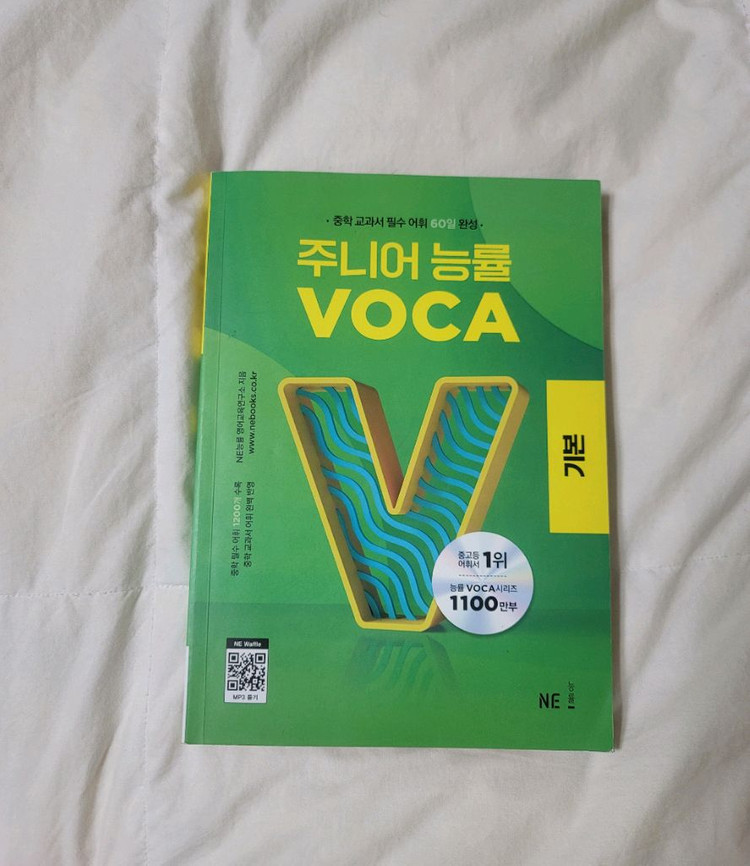 · 중학 교과서 필수 어휘 60일 완성 ·
주니어 능률
VOCA
NE능률 영어교육연구소 지음
www.nebooks.co.kr
중학 필수 어휘 1200개 수록
중학 교과서 어휘 완벽 반영
기본
중고등
어휘서 1위
능률 VOCA시리즈
1100만부
NE Waffle
MP3 듣기
NE 능률